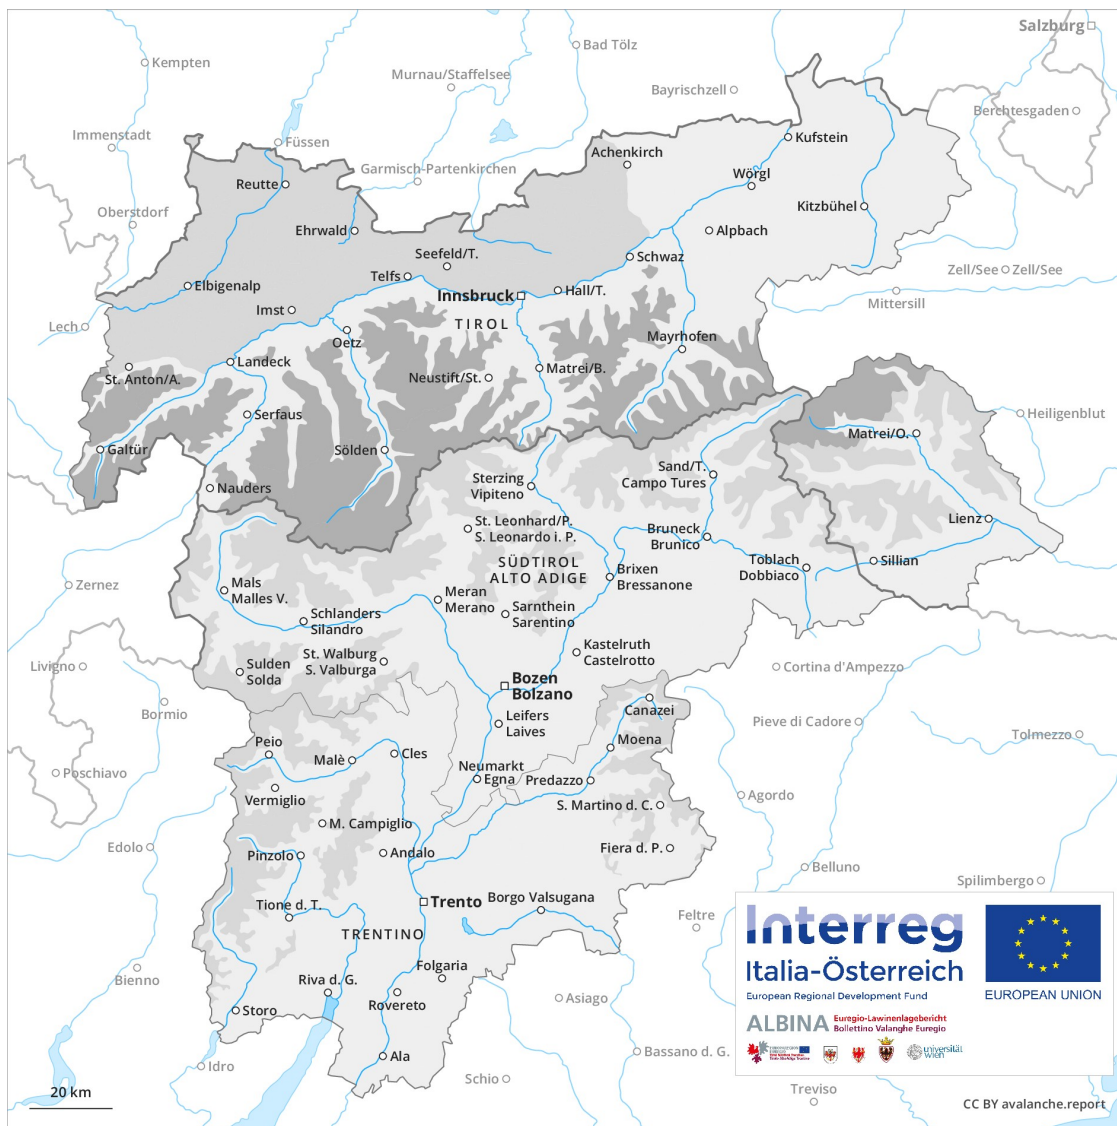 Salzburg
Kempten
Bad Tölz
Murnau/Staffelsee
Bayrischzell
Berchtesgaden
Immenstadt
Füssen
Kufstein
Achenkirch
Garmisch-Partenkirchen
Wörgl
Reutte
Oberstdorf
Kitzbühel
Ehrwald
Alpbach
Seefeld/T.
Schwaz
Telfs
Zell/See
Zell/See
Elbigenalp
Hall/T.
Innsbruck
Mittersill
Imst
TIROL
Lech
Oetz
Mayrhofen
Landeck
Matrei/B.
St. Anton/A.
Neustift/St.
Serfaus
Heiligenblut
Matrei/O.
Galtür
Sölden
Sand/T.
Campo Tures
Sterzing
Vipiteno
Nauders
St. Leonhard/P.
S. Leonardo i. P.
Lienz
Bruneck
Brunico
SÜDTIROL
ALTO ADIGE
Toblach
Dobbiaco
Sillian
Brixen
Bressanone
Zernez
Mals
Malles V.
Meran
Merano
Sarnthein
Sarentino
Schlanders
Silandro
Kastelruth
Castelrotto
St. Walburg
S. Valburga
Livigno
Sulden
Solda
Cortina d'Ampezzo
Bozen
Bolzano
Bormio
Canazei
Leifers
Laives
Pieve di Cadore
Tolmezzo
Moena
Peio
Malè
Cles
Neumarkt
Egna
Predazzo
Poschiavo
Vermiglio
Agordo
S. Martino d. C.
M. Campiglio
Edolo
Pinzolo
Andalo
Fiera d. P.
Belluno
Spilimbergo
Tione d. T.
Trento
Borgo Valsugana
Feltre
TRENTINO
Folgaria
Bienno
Riva d. G.
Rovereto
Asiago
Storo
Ala
Bassano d. G.
Idro
Schio
Treviso
20 km
Interreg
Italia-Österreich
European Regional Development Fund
EUROPEAN UNION
ALBINA
Euregio-Lawinenlagebericht
Bollettino Valanghe Euregio
universität
wien
CC BY avalanche.report